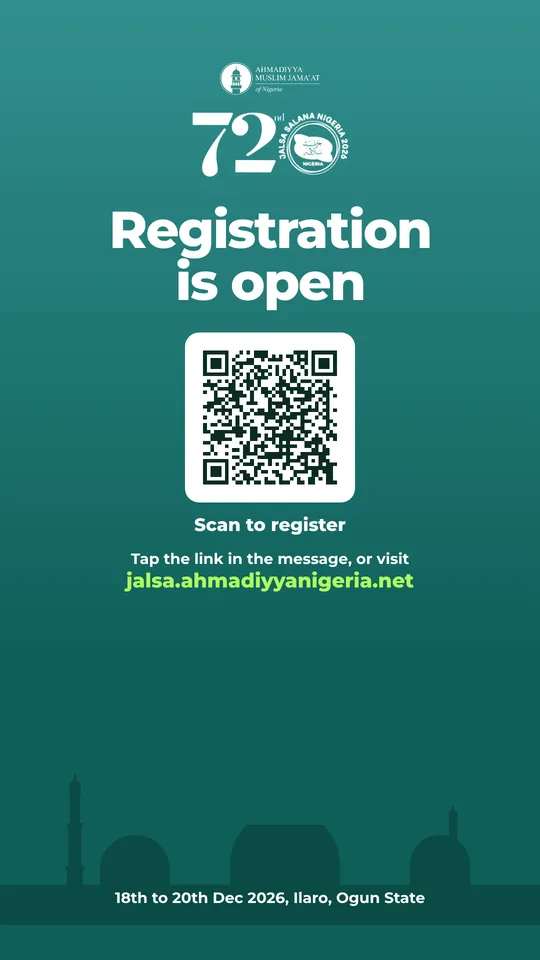 AHMADIYYA
MUSLIM JAMA'AT
of Nigeria
72nd
JALSA SALANA NIGERIA 2026
NIGERIA
Registration
is open
Scan to register
Tap the link in the message, or visit
jalsa.ahmadiyyanigeria.net
18th to 20th Dec 2026, Ilaro, Ogun State